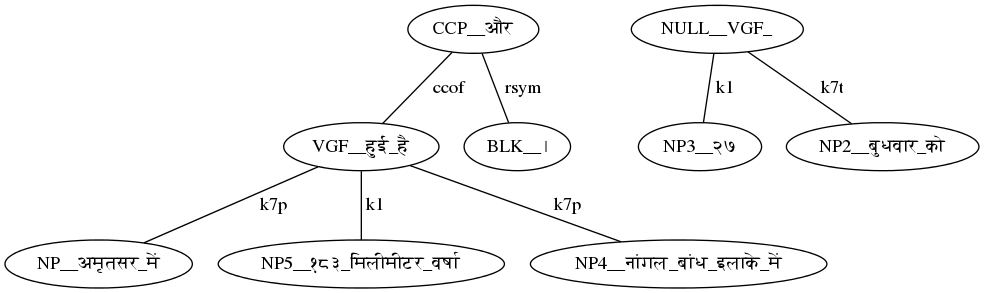 CCP__और NULL__VGF_
ccof rsym k1 k7t
VGF__हुई_है BLK__। NP3__२७ NP2__बुधवार_को
k7p k1 k7p
NP__अमृतसर_में NP5__१८३_मिलीमीटर_वर्षा NP4__नांगल_बांध_इलाके_में